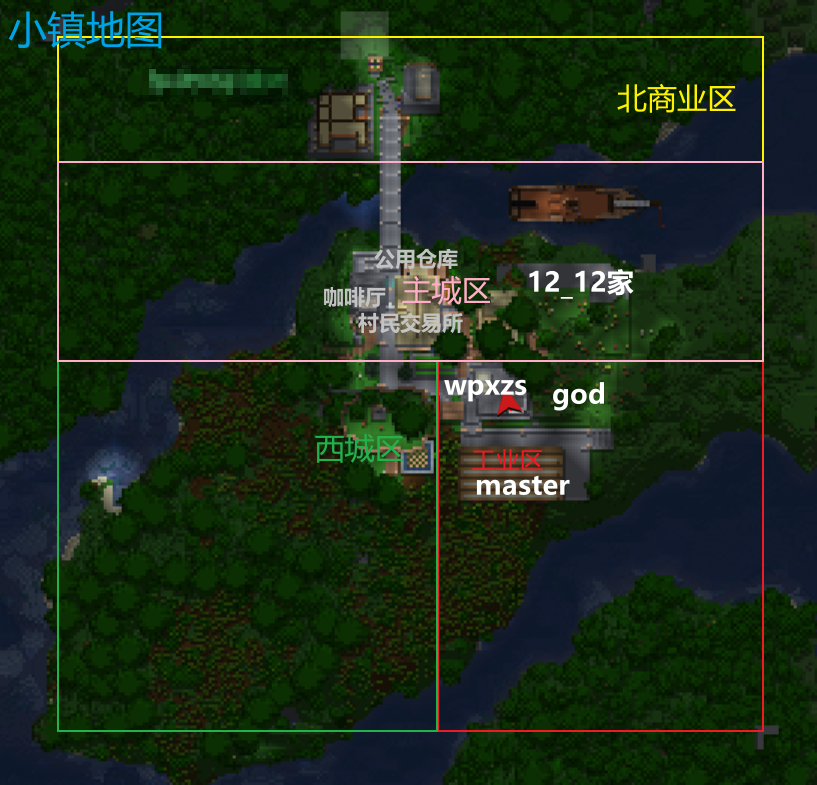 小镇地图
北商业区
公用仓库
12_12家
咖啡厅
主城区
村民交易所
wpxzs
god
西城区
工业区
master